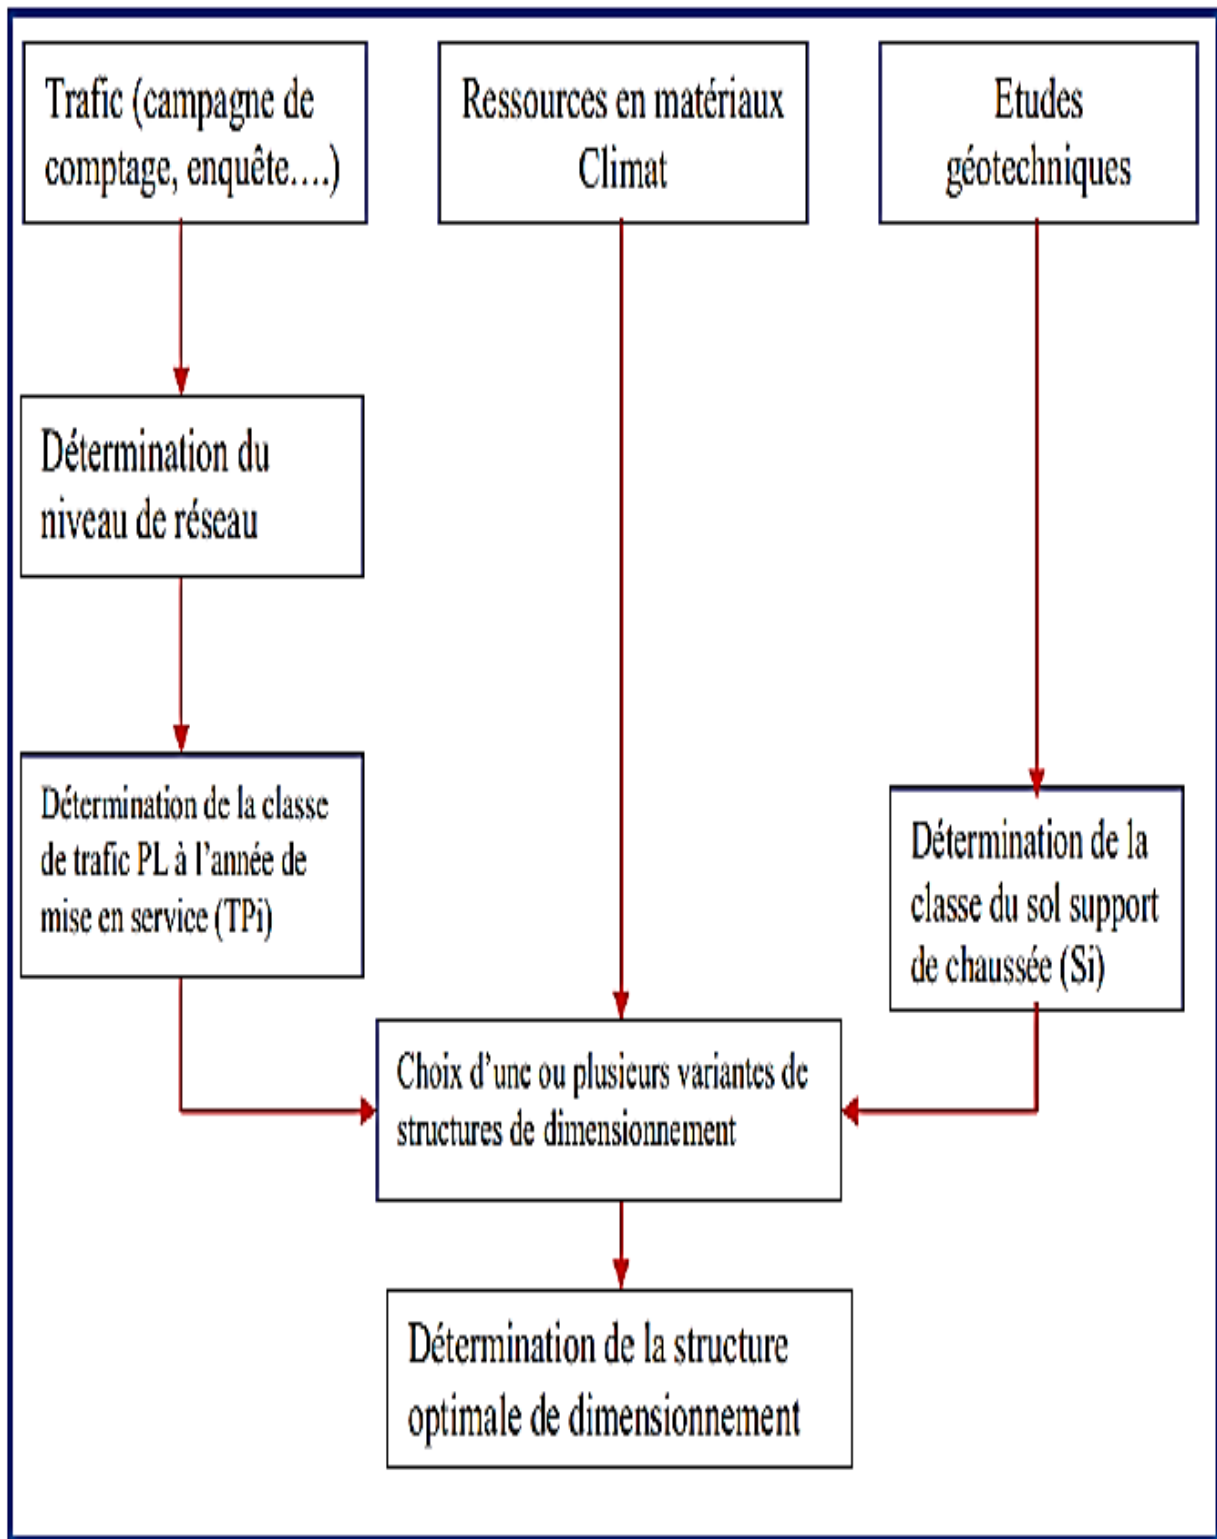 Trafic (campagne de
comptage, enquête….)
Ressources en matériaux
Climat
Etudes
géotechniques
Détermination du
niveau de réseau
Détermination de la classe
de trafic PL à l’année de
mise en service (TPi)
Détermination de la
classe du sol support
de chaussée (Si)
Choix d’une ou plusieurs variantes de
structures de dimensionnement
Détermination de la structure
optimale de dimensionnement